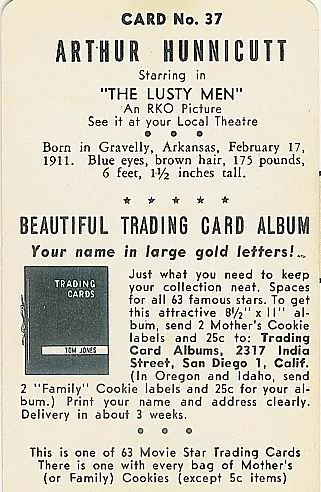 CARD No. 37
ARTHUR HUNNICUTT
Starring in
"THE LUSTY MEN"
An RKO Picture
See it at your Local Theatre
Born in Gravelly, Arkansas, February 17,
1911. Blue eyes, brown hair, 175 pounds,
6 feet, 1½ inches tall.
BEAUTIFUL TRADING CARD ALBUM
Your name in large gold letters!
TRADING
CARDS
TOM JONES
Just what you need to keep
your collection neat. Spaces
for all 63 famous stars. To get
this attractive 8½" x 11" al-
bum, send 2 Mother's Cookie
labels and 25c to: Trading
Card Albums, 2317 India
Street, San Diego 1, Calif.
(In Oregon and Idaho, send
2 "Family" Cookie labels and 25c for your al-
bum.) Print your name and address clearly.
Delivery in about 3 weeks.
This is one of 63 Movie Star Trading Cards
There is one with every bag of Mother's
(or Family) Cookies (except 5c items)